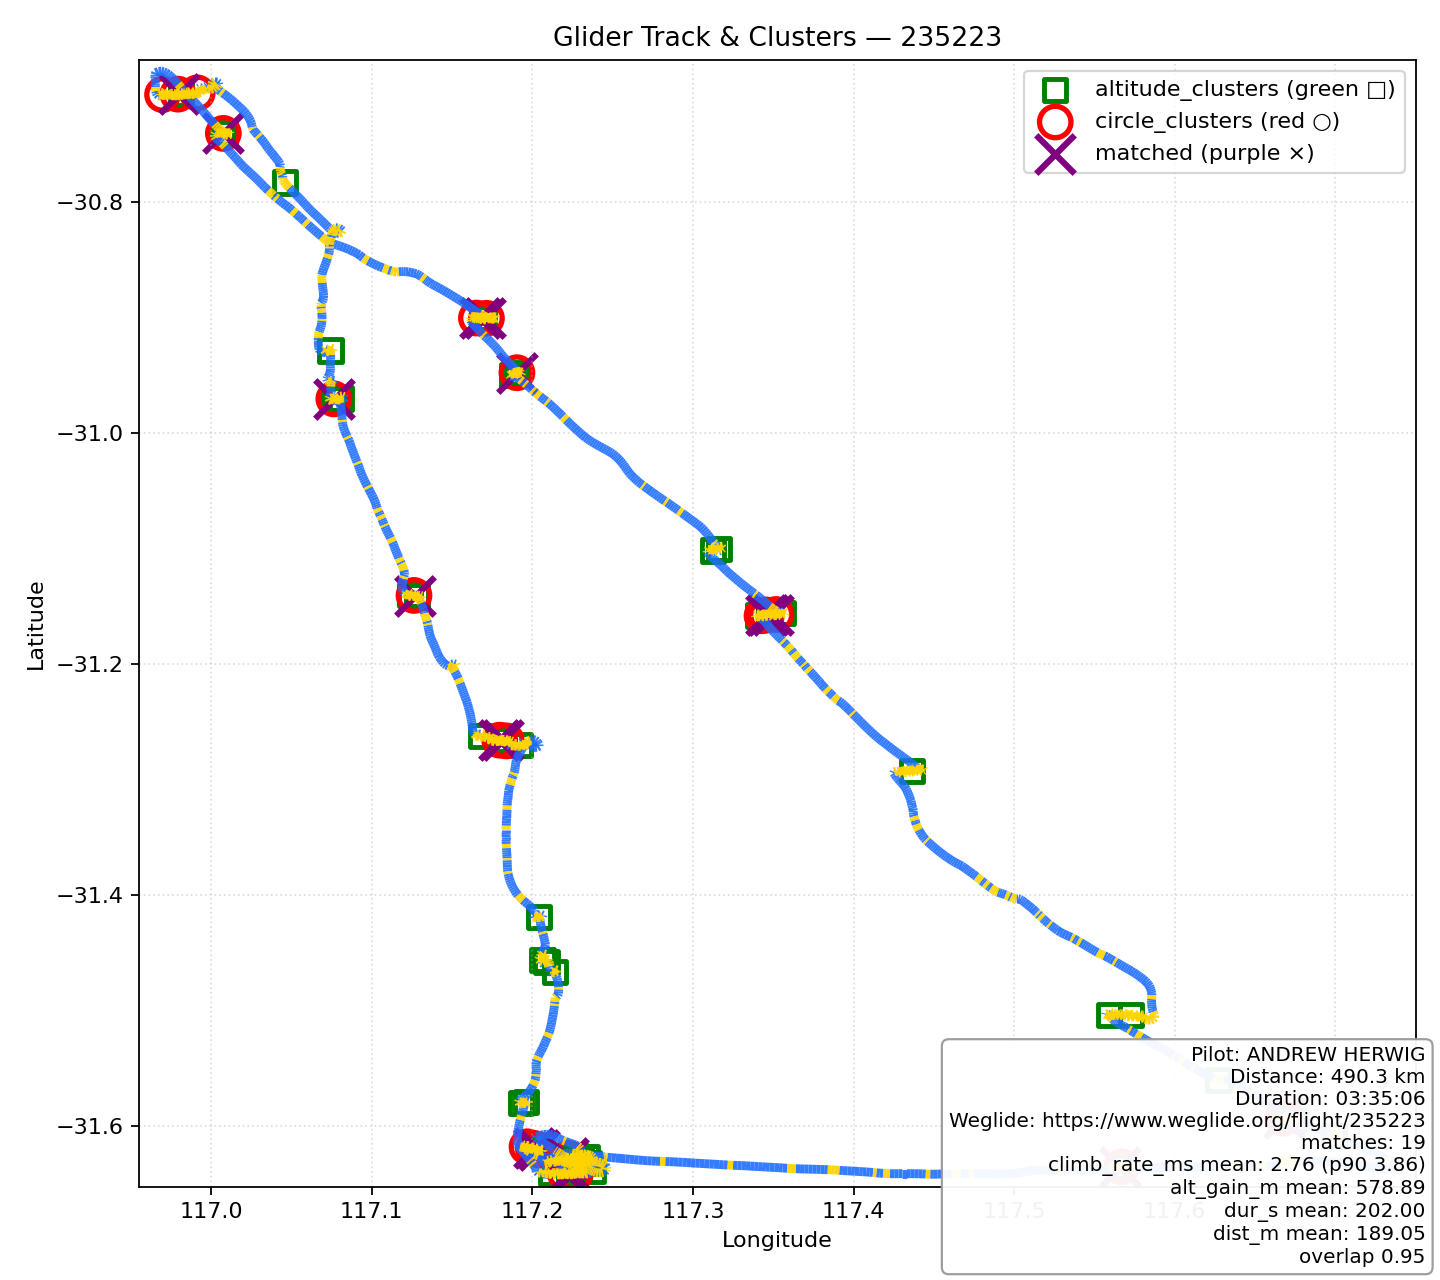 Glider Track & Clusters — 235223
altitude_clusters (green □)
circle_clusters (red ○)
matched (purple ×)
Latitude
−30.8
−31.0
−31.2
−31.4
−31.6
117.0
117.1
117.2
117.3
117.4
117.5
117.6
Longitude
Pilot: ANDREW HERWIG
Distance: 490.3 km
Duration: 03:35:06
Weglide: https://www.weglide.org/flight/235223
matches: 19
climb_rate_ms mean: 2.76 (p90 3.86)
alt_gain_m mean: 578.89
dur_s mean: 202.00
dist_m mean: 189.05
overlap 0.95